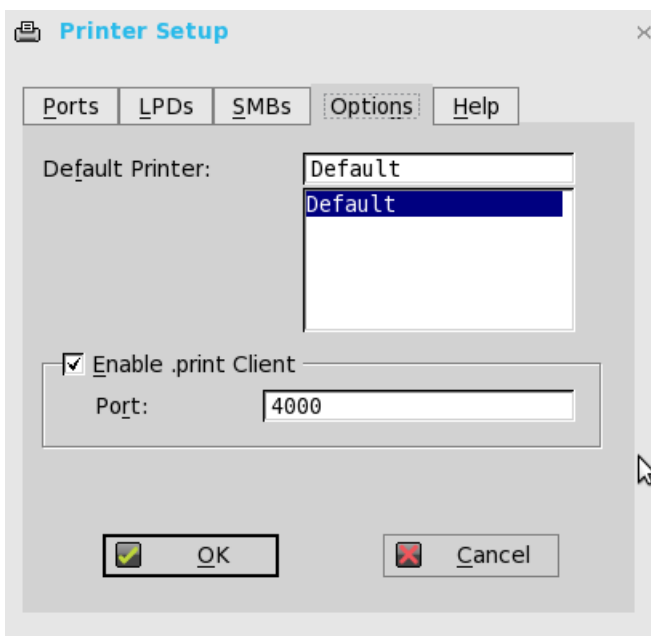 Printer Setup
Ports LPDs SMBs Options Help
Default Printer: Default
Default
Enable .print Client
Port: 4000
OK Cancel